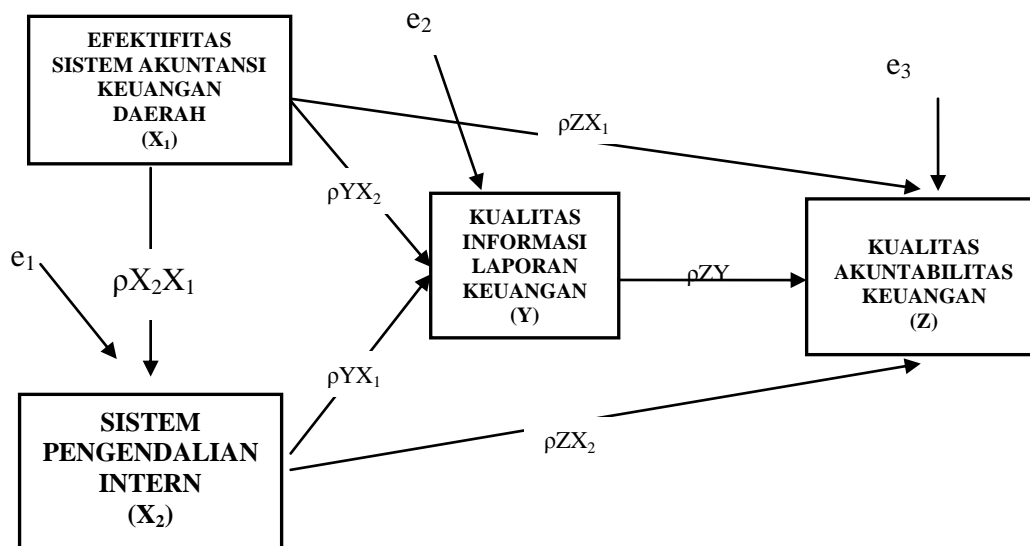 EFEKTIFITAS
SISTEM AKUNTANSI
KEUANGAN
DAERAH
(X₁)
e₂
e₃
ρZX₁
ρYX₂
KUALITAS
INFORMASI
LAPORAN
KEUANGAN
(Y)
KUALITAS
AKUNTABILITAS
KEUANGAN
(Z)
e₁
ρX₂X₁
ρZY
ρYX₁
SISTEM
PENGENDALIAN
INTERN
(X₂)
ρZX₂